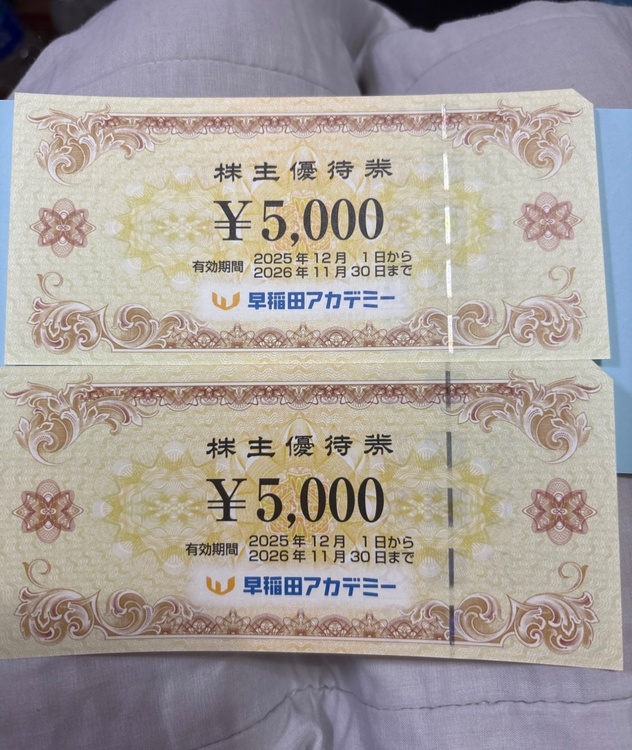 株主優待券
¥5,000
有効期間 2025年12月 1日から
2026年11月30日まで
早稲田アカデミー
株主優待券
¥5,000
有効期間 2025年12月 1日から
2026年11月30日まで
早稲田アカデミー